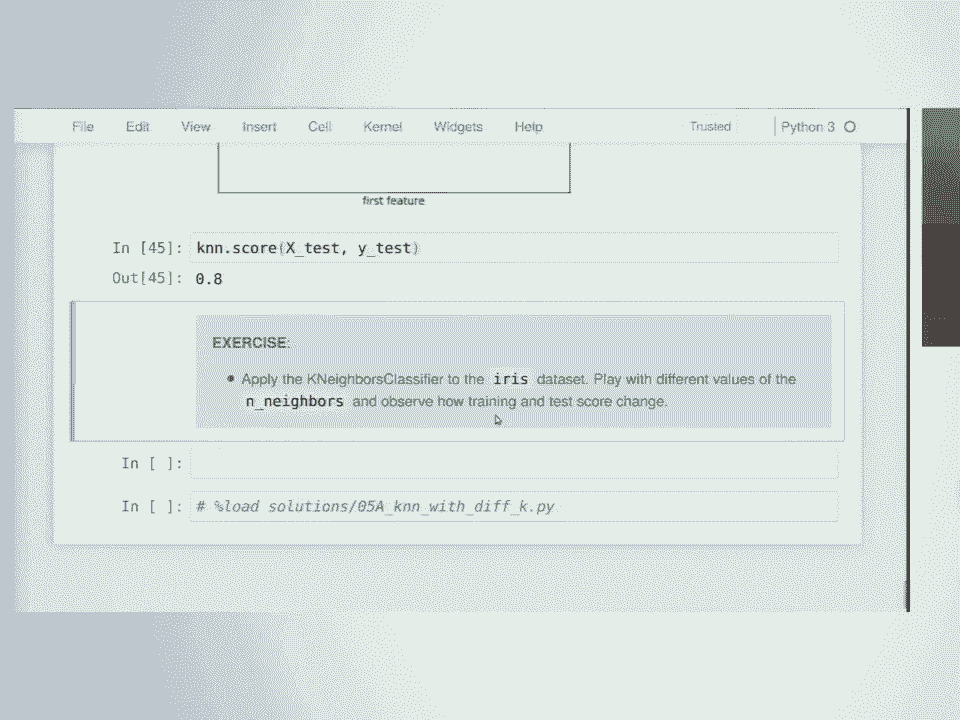 File Edit View Insert Cell Kernel Widgets Help Trusted Python 3
first feature
In [45]: knn.score(X_test, y_test)
Out[45]: 0.8
EXERCISE:
Apply the KNeighborsClassifier to the iris dataset. Play with different values of the
n_neighbors and observe how training and test score change.
In [ ]:
In [ ]: # %load solutions/05A_knn_with_diff_k.py